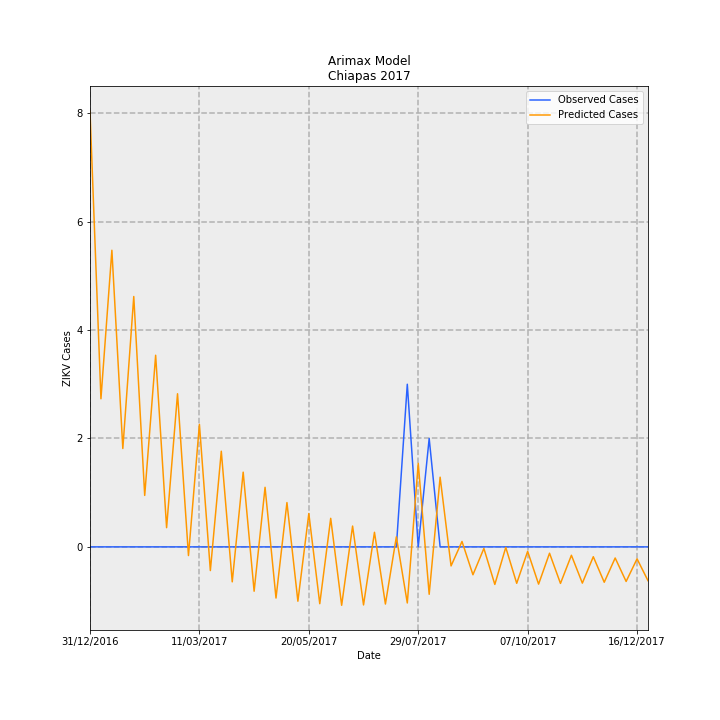 Arimax Model
Chiapas 2017
Observed Cases
Predicted Cases
8
6
4
2
0
ZIKV Cases
31/12/2016
11/03/2017
20/05/2017
29/07/2017
07/10/2017
16/12/2017
Date